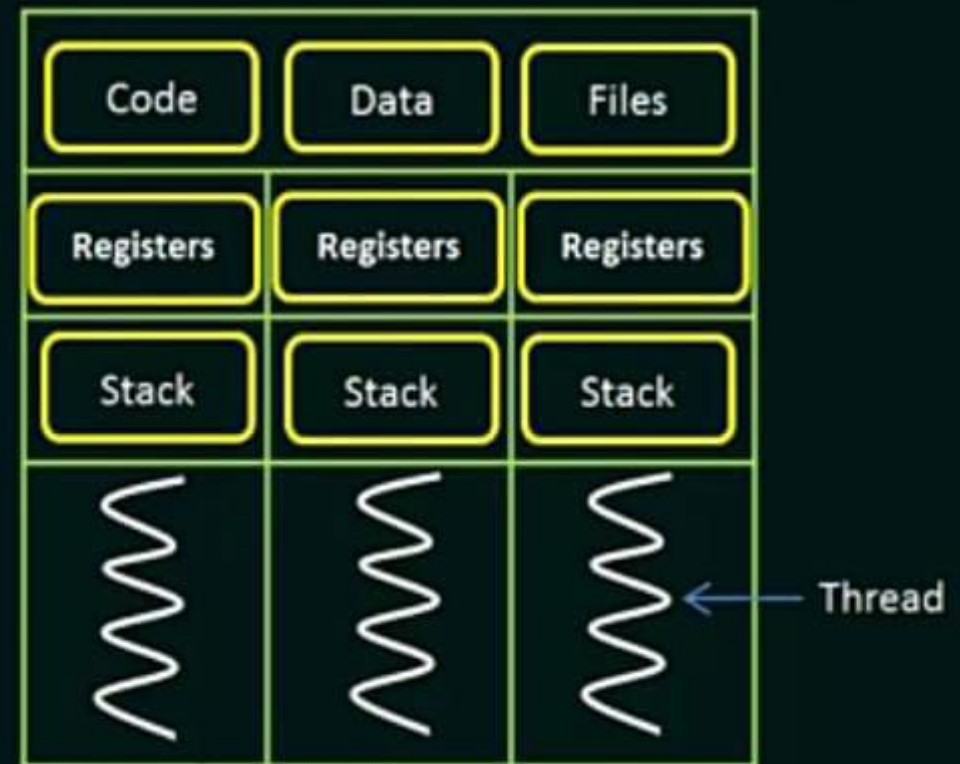 Code Data Files
Registers Registers Registers
Stack Stack Stack
Thread